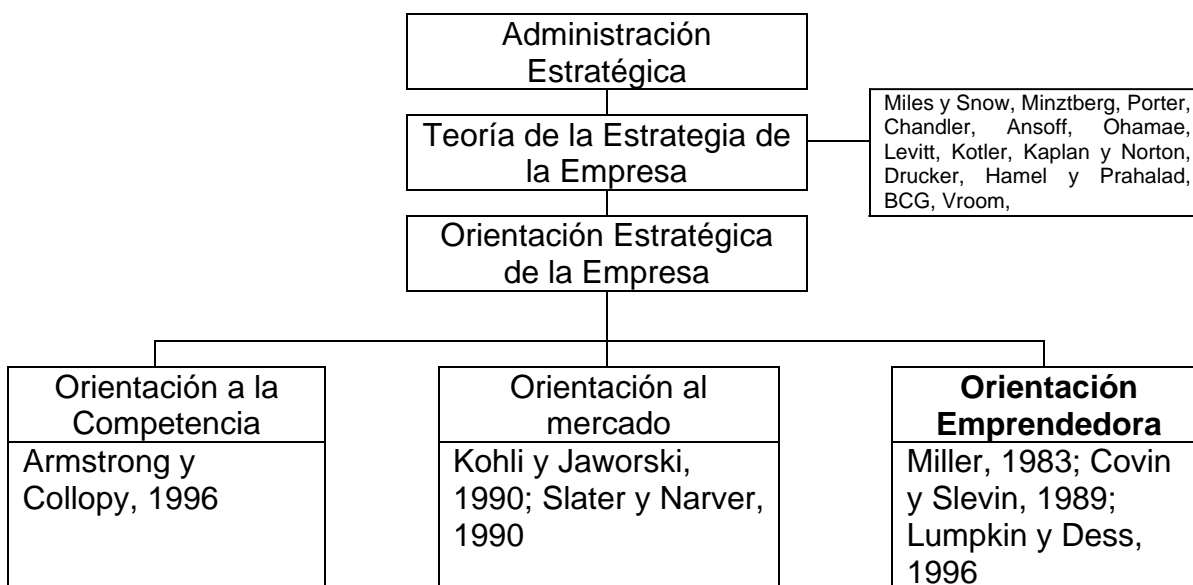 Administración
Estratégica
Teoría de la Estrategia de
la Empresa
Miles y Snow, Minztberg, Porter,
Chandler, Ansoff, Ohamae,
Levitt, Kotler, Kaplan y Norton,
Drucker, Hamel y Prahalad,
BCG, Vroom,
Orientación Estratégica
de la Empresa
Orientación a la
Competencia
Armstrong y
Collopy, 1996
Orientación al
mercado
Kohli y Jaworski,
1990; Slater y Narver,
1990
Orientación
Emprendedora
Miller, 1983; Covin
y Slevin, 1989;
Lumpkin y Dess,
1996